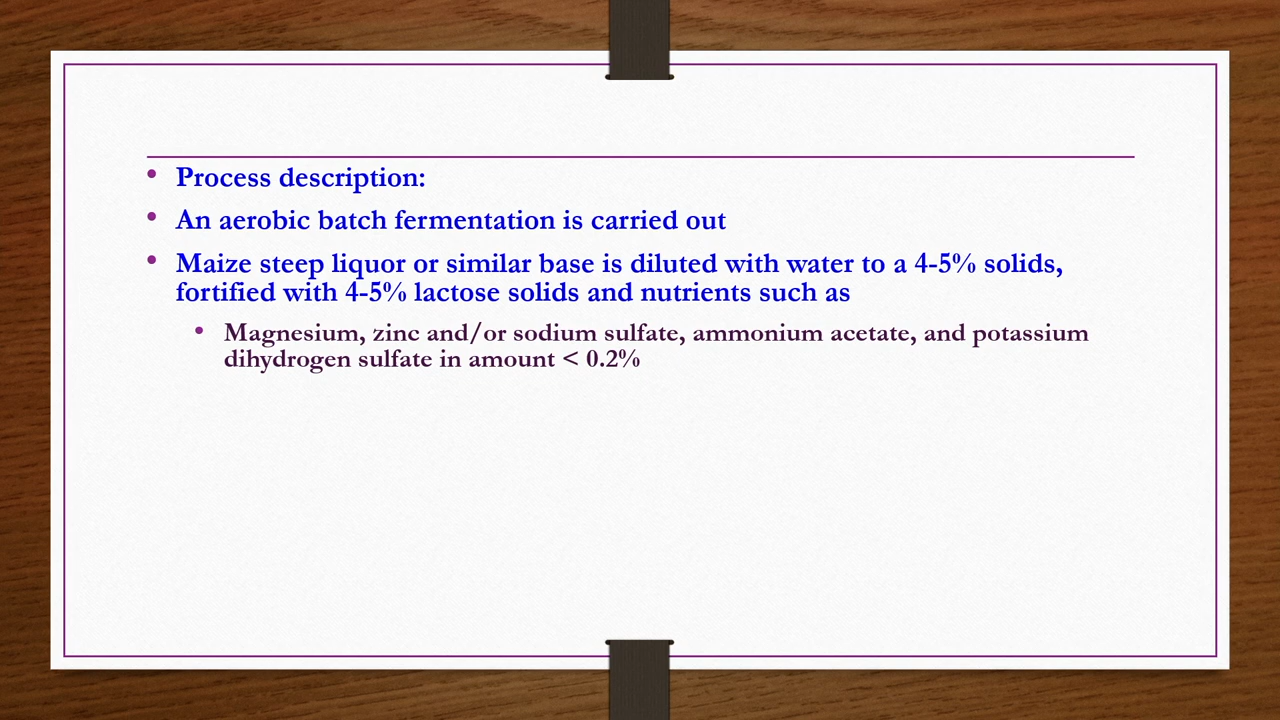 • Process description:
• An aerobic batch fermentation is carried out
• Maize steep liquor or similar base is diluted with water to a 4-5% solids,
fortified with 4-5% lactose solids and nutrients such as
• Magnesium, zinc and/or sodium sulfate, ammonium acetate, and potassium
dihydrogen sulfate in amount < 0.2%